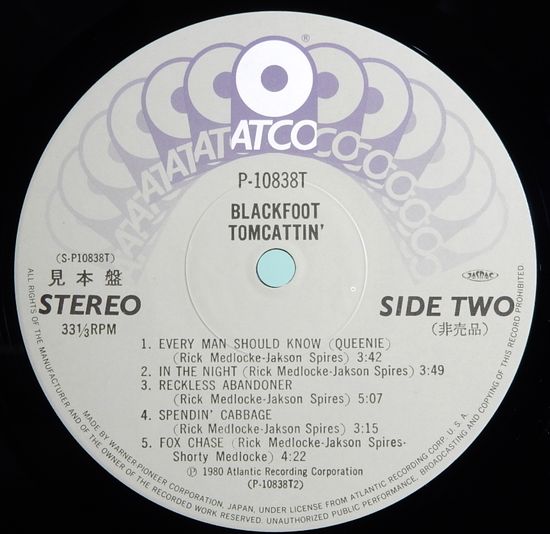 ATCO
®
P-10838T
BLACKFOOT
TOMCATTIN'
(S-P10838T)
見本盤
STEREO
33⅓RPM
JASRAC
SIDE TWO
(非売品)
1. EVERY MAN SHOULD KNOW (QUEENIE)
(Rick Medlocke-Jakson Spires) 3:42
2. IN THE NIGHT (Rick Medlocke-Jakson Spires) 3:49
3. RECKLESS ABANDONER
(Rick Medlocke-Jakson Spires) 5:07
4. SPENDIN' CABBAGE
(Rick Medlocke-Jakson Spires) 3:15
5. FOX CHASE (Rick Medlocke-Jakson Spires-
Shorty Medlocke) 4:22
Ⓟ 1980 Atlantic Recording Corporation
(P-10838T2)
MADE BY WARNER-PIONEER CORPORATION, JAPAN, UNDER LICENSE FROM ATLANTIC RECORDING CORP. U.S.A.
ALL RIGHTS OF THE MANUFACTURER AND OF THE OWNER OF THE RECORDED WORK RESERVED. UNAUTHORIZED PUBLIC PERFORMANCE, BROADCASTING AND COPYING OF THIS RECORD PROHIBITED.